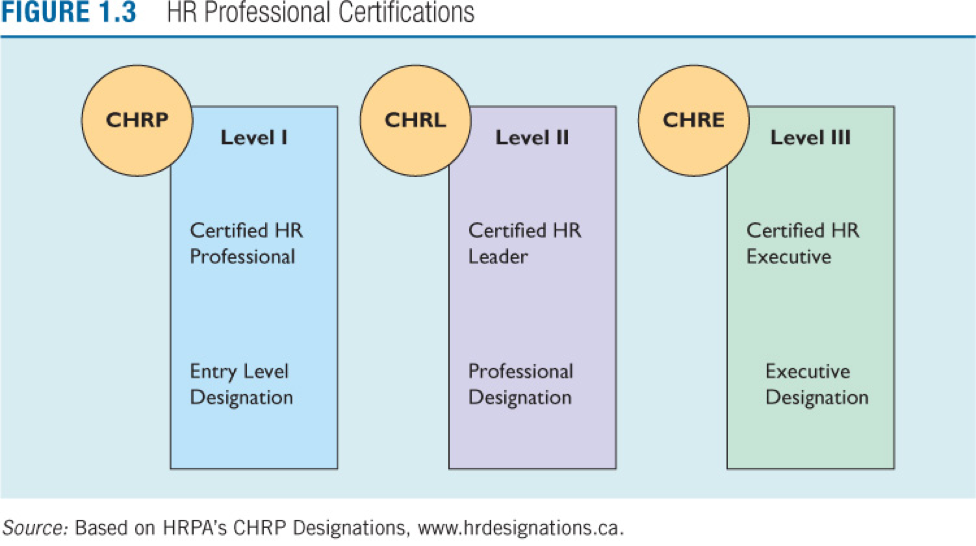 FIGURE 1.3 HR Professional Certifications
CHRP
Level I
Certified HR
Professional
Entry Level
Designation
CHRL
Level II
Certified HR
Leader
Professional
Designation
CHRE
Level III
Certified HR
Executive
Executive
Designation
Source: Based on HRPA's CHRP Designations, www.hrdesignations.ca.